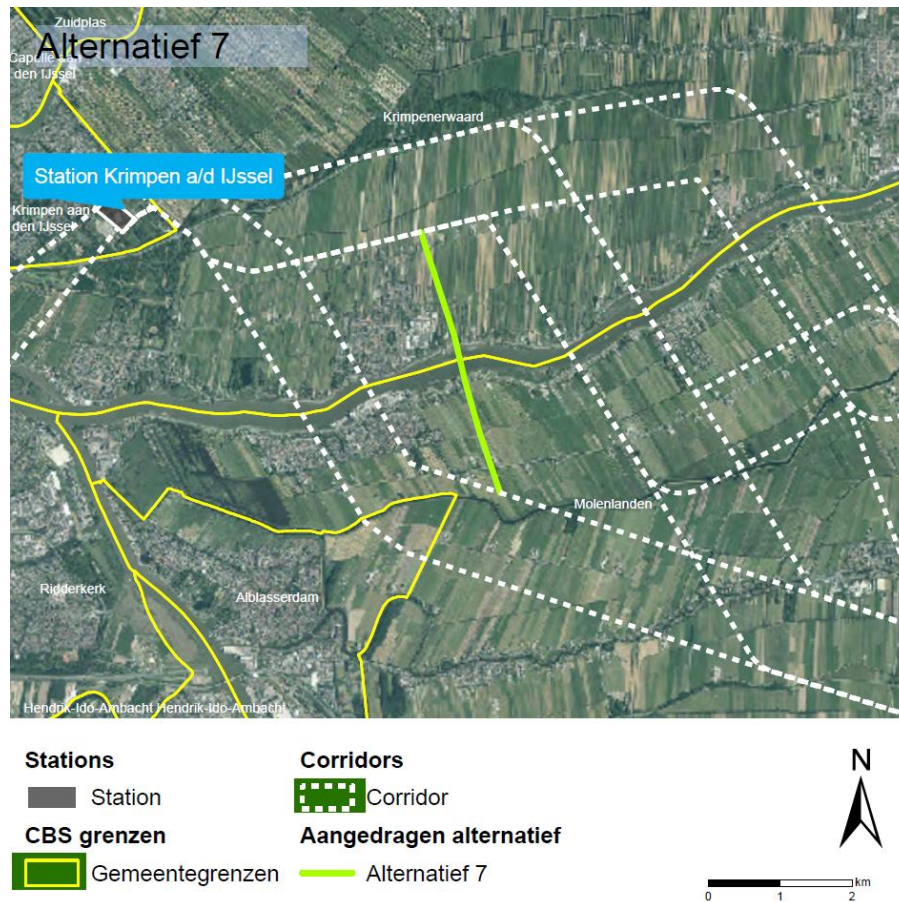 Zuidplas
Alternatief 7
Capelle aan
den IJssel
Krimpenerwaard
Station Krimpen a/d IJssel
Krimpen aan
den IJssel
Molenlanden
Ridderkerk
Alblasserdam
Hendrik-Ido-Ambacht Hendrik-Ido-Ambacht
Stations
Station
CBS grenzen
Gemeentegrenzen
Corridors
Corridor
Aangedragen alternatief
Alternatief 7
N
km
0 1 2